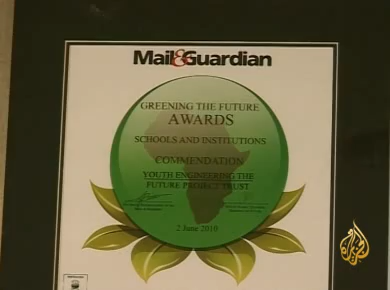 Mail&Guardian
GREENING THE FUTURE
AWARDS
SCHOOLS AND INSTITUTIONS
COMMENDATION
YOUTH ENGINEERING THE
FUTURE PROJECT TRUST
2 June 2010
الجزيرة